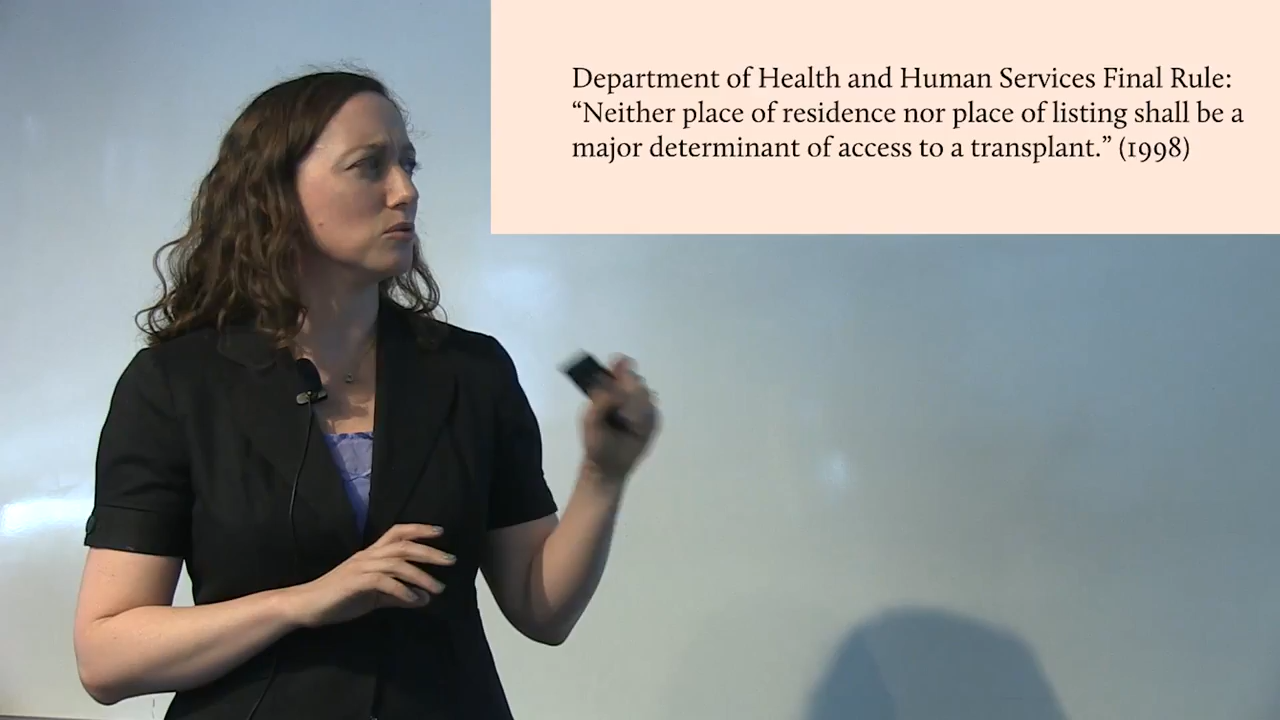 Department of Health and Human Services Final Rule:
“Neither place of residence nor place of listing shall be a
major determinant of access to a transplant.” (1998)